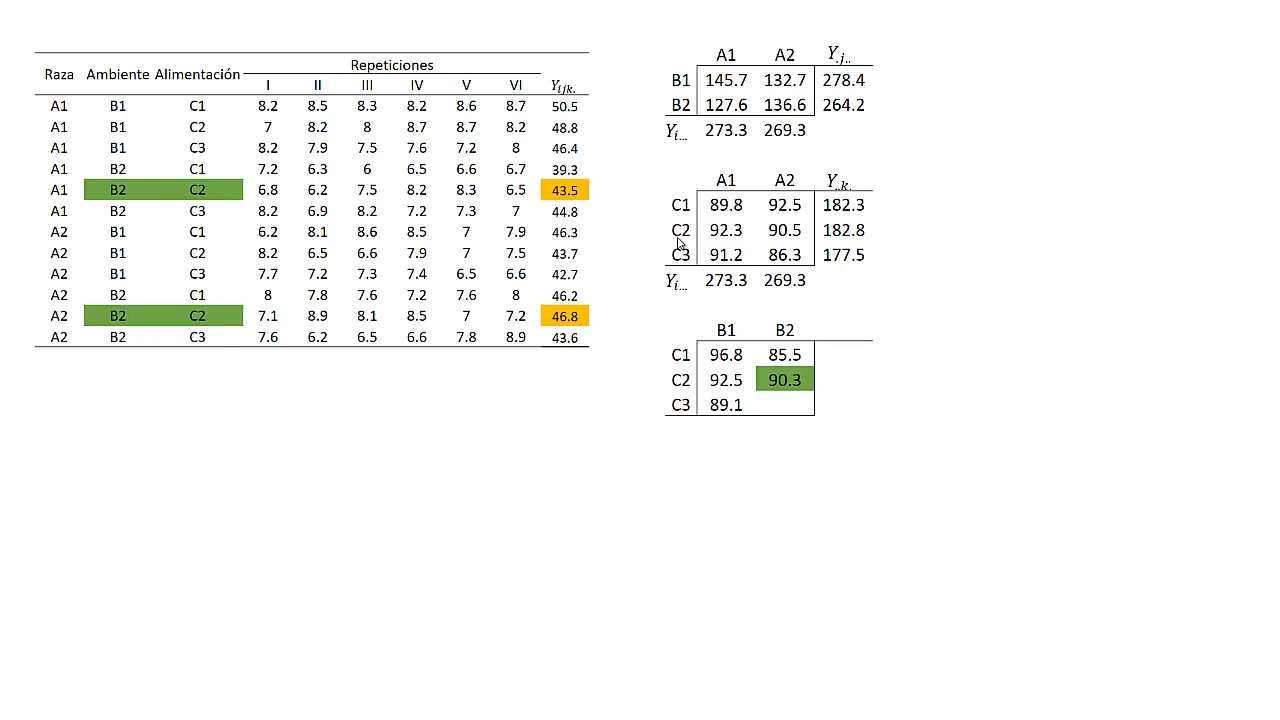 Repeticiones
Raza Ambiente Alimentación I II III IV V VI Yijk.
A1 B1 C1 8.2 8.5 8.3 8.2 8.6 8.7 50.5
A1 B1 C2 7 8.2 8 8.7 8.7 8.2 48.8
A1 B1 C3 8.2 7.9 7.5 7.6 7.2 8 46.4
A1 B2 C1 7.2 6.3 6 6.5 6.6 6.7 39.3
A1 B2 C2 6.8 6.2 7.5 8.2 8.3 6.5 43.5
A1 B2 C3 8.2 6.9 8.2 7.2 7.3 7 44.8
A2 B1 C1 6.2 8.1 8.6 8.5 7 7.9 46.3
A2 B1 C2 8.2 6.5 6.6 7.9 7 7.5 43.7
A2 B1 C3 7.7 7.2 7.3 7.4 6.5 6.6 42.7
A2 B2 C1 8 7.8 7.6 7.2 7.6 8 46.2
A2 B2 C2 7.1 8.9 8.1 8.5 7 7.2 46.8
A2 B2 C3 7.6 6.2 6.5 6.6 7.8 8.9 43.6
A1 A2 Y.j..
B1 145.7 132.7 278.4
B2 127.6 136.6 264.2
Yi... 273.3 269.3
A1 A2 Y..k.
C1 89.8 92.5 182.3
C2 92.3 90.5 182.8
C3 91.2 86.3 177.5
Yi... 273.3 269.3
B1 B2
C1 96.8 85.5
C2 92.5 90.3
C3 89.1